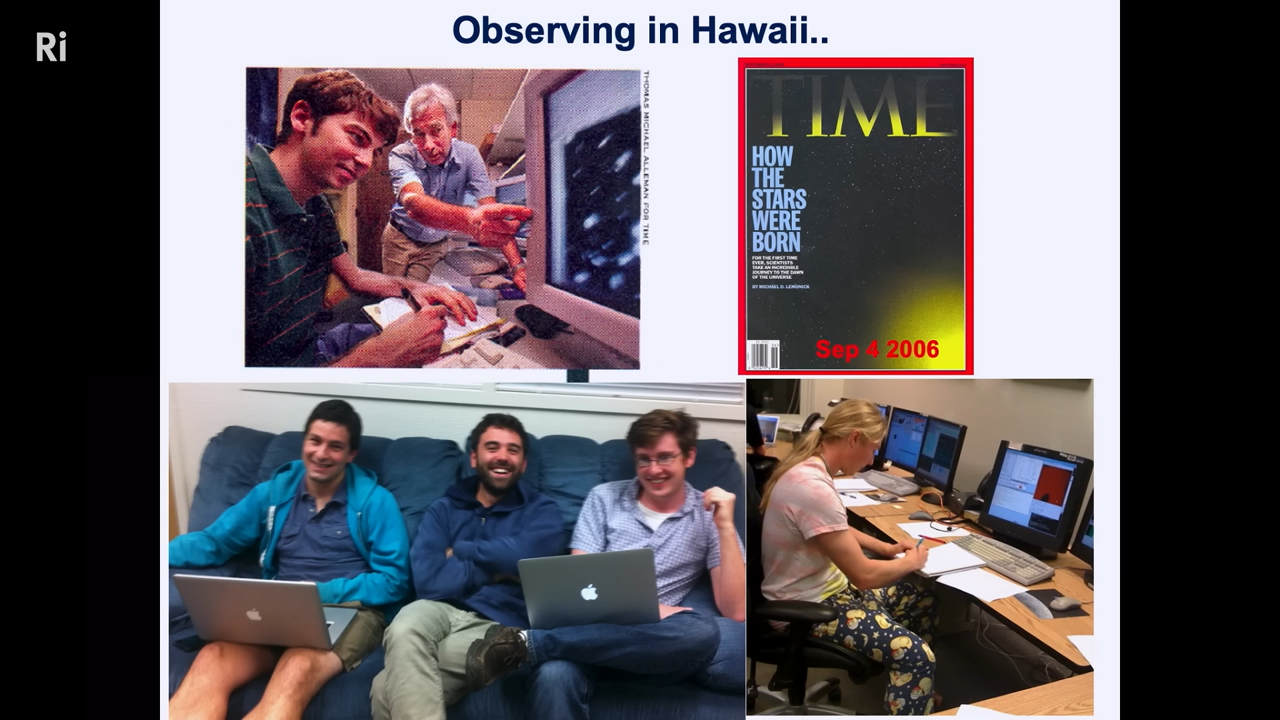 Ri
Observing in Hawaii..
THOMAS MICHAEL ALLEMAN FOR TIME
TIME
HOW
THE
STARS
WERE
BORN
FOR THE FIRST TIME
EVER, SCIENTISTS
TAKE AN INCREDIBLE
JOURNEY TO THE DAWN
OF THE UNIVERSE
BY MICHAEL D. LEMONICK
Sep 4 2006